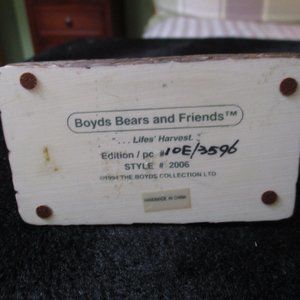 Boyds Bears and Friends™
"... Lifes' Harvest."
Edition / pc # 10E/3596
STYLE # 2006
©1994 THE BOYDS COLLECTION LTD
HANDMADE IN CHINA